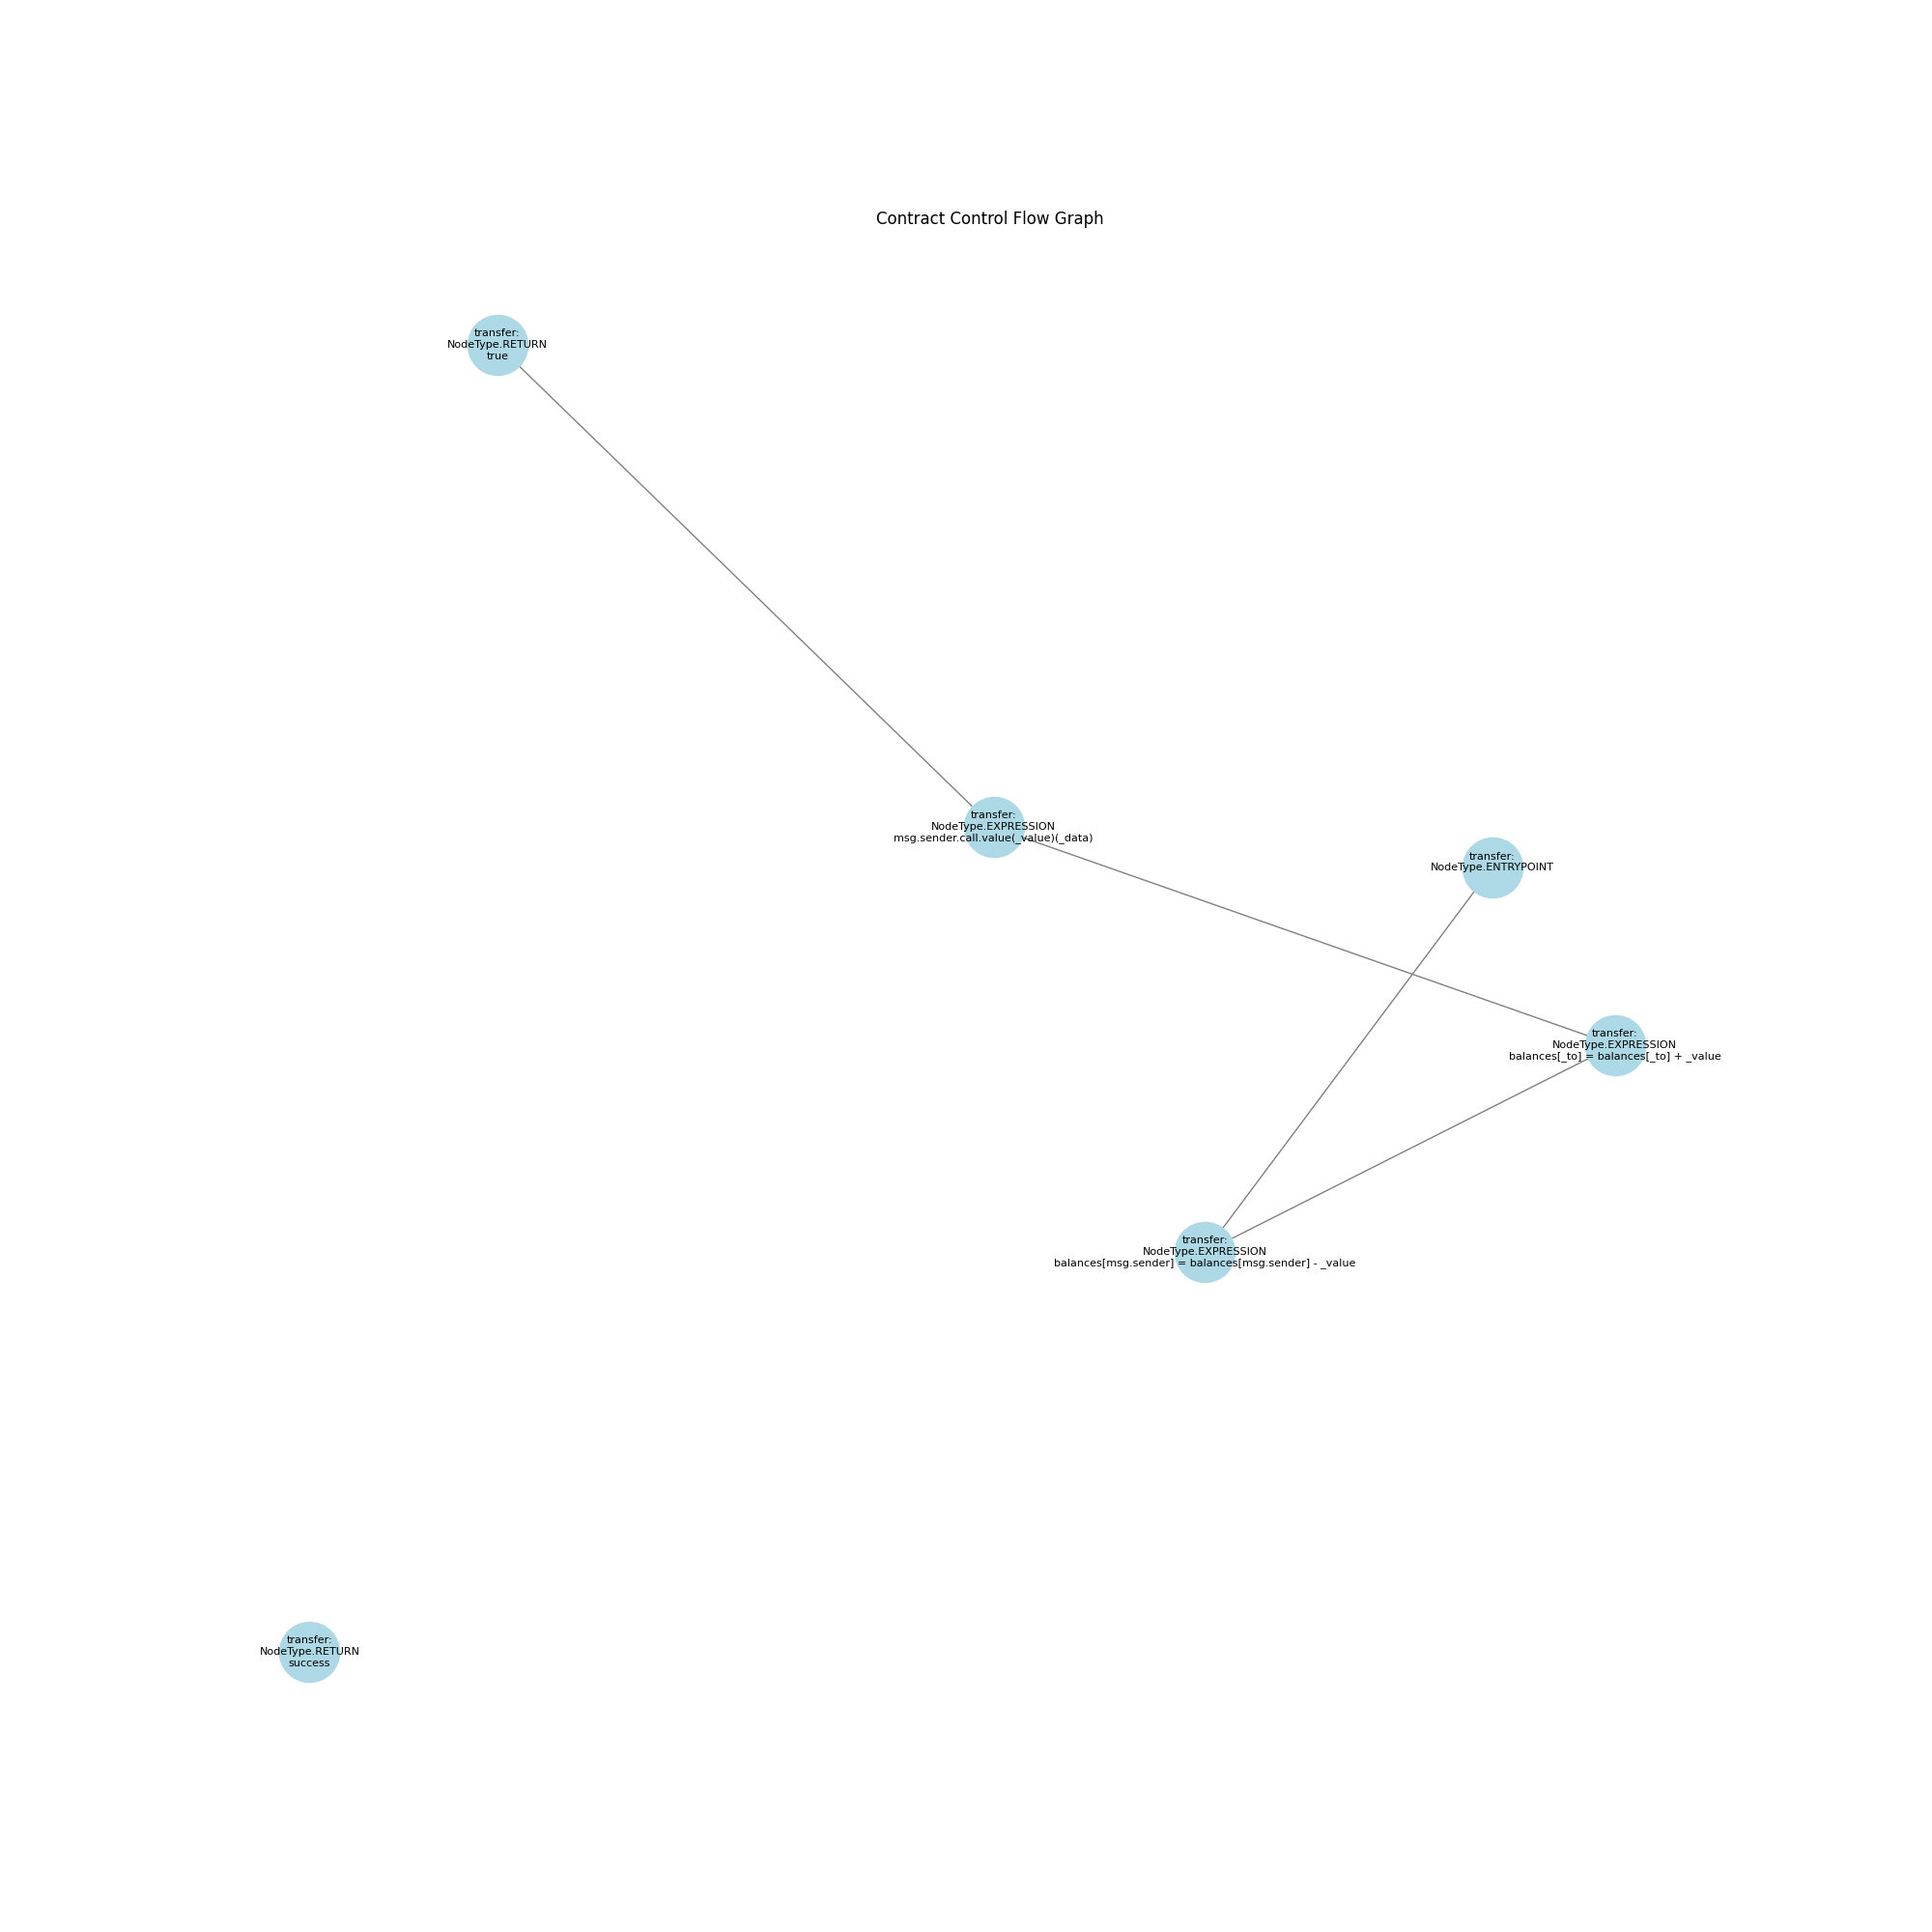 Contract Control Flow Graph
transfer:
NodeType.RETURN
true
transfer:
NodeType.EXPRESSION
msg.sender.call.value(_value)(_data)
transfer:
NodeType.ENTRYPOINT
transfer:
NodeType.EXPRESSION
balances[_to] = balances[_to] + _value
transfer:
NodeType.EXPRESSION
balances[msg.sender] = balances[msg.sender] - _value
transfer:
NodeType.RETURN
success